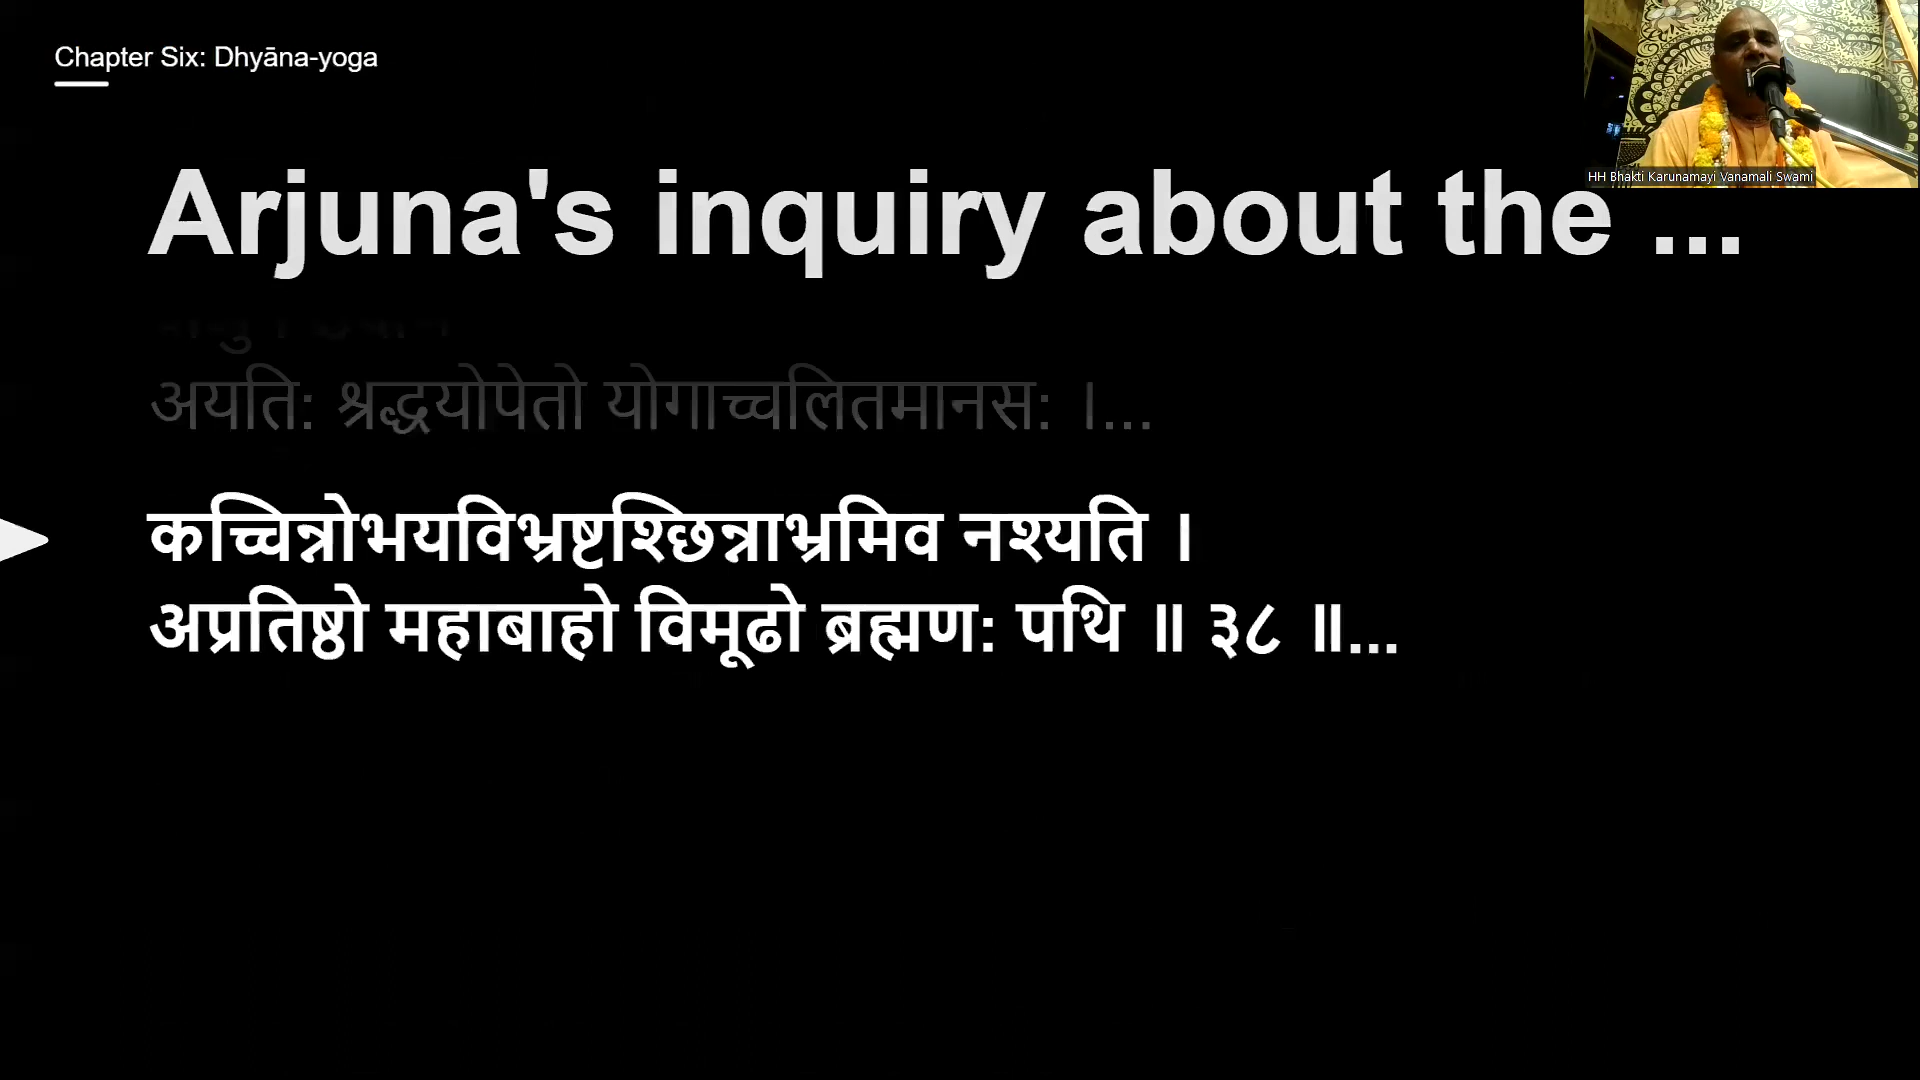 Chapter Six: Dhyāna-yoga
HH Bhakti Karunamayi Vanamali Swami
Arjuna's inquiry about the ...
अयति: श्रद्धयोपेतो योगाच्चलितमानस: ।...
कच्चिन्नोभयविभ्रष्टश्छिन्नाभ्रमिव नश्यति ।
अप्रतिष्ठो महाबाहो विमूढो ब्रह्मण: पथि ॥ ३८ ॥...